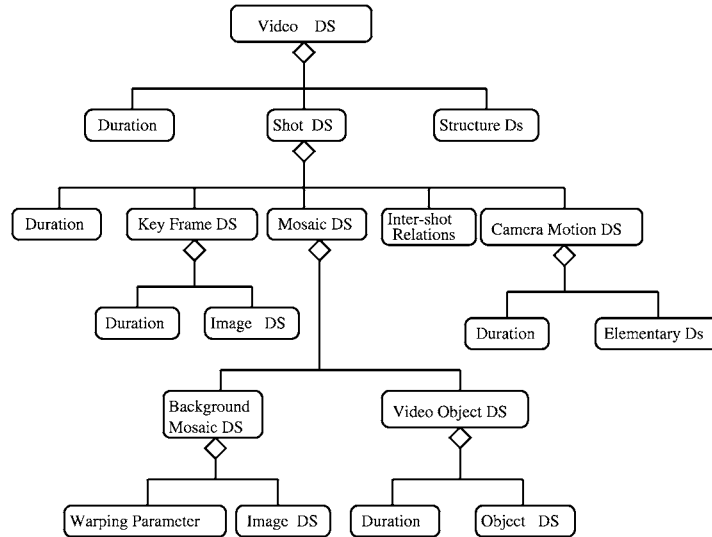 Video DS
Duration
Shot DS
Structure Ds
Duration
Key Frame DS
Mosaic DS
Inter-shot
Relations
Camera Motion DS
Duration
Image DS
Duration
Elementary Ds
Background
Mosaic DS
Video Object DS
Warping Parameter
Image DS
Duration
Object DS